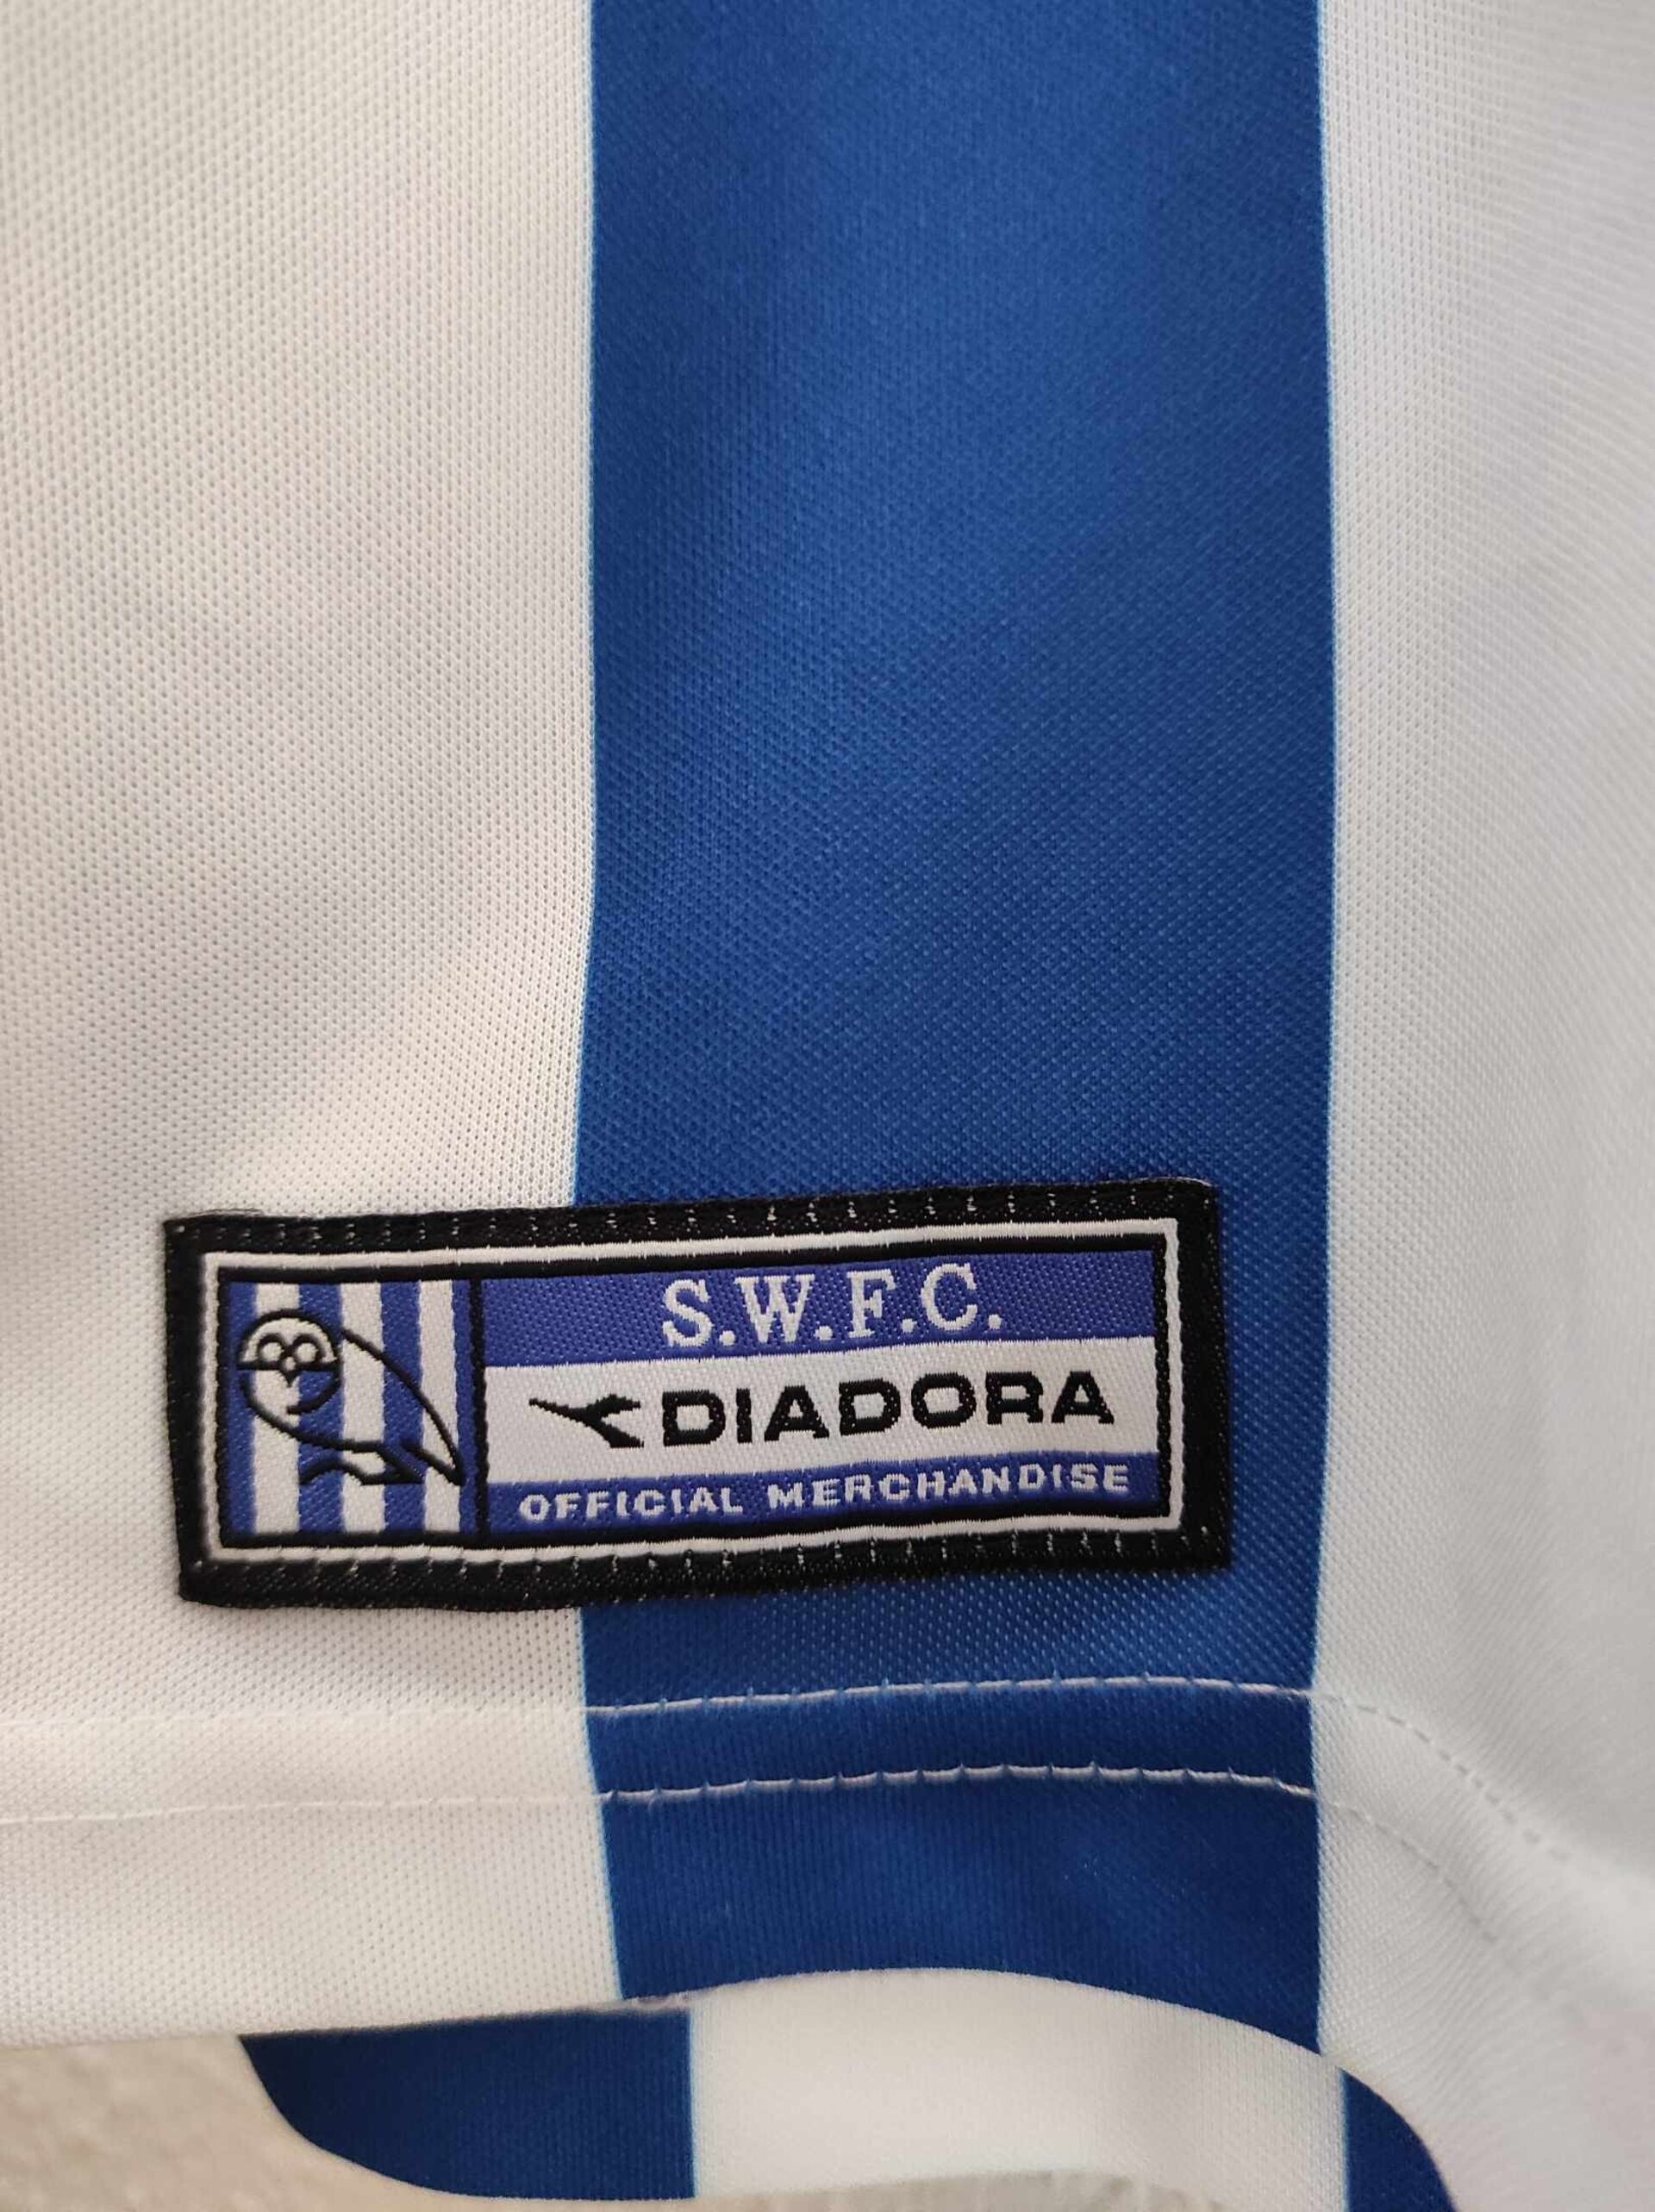 S.W.F.C.
DIADORA
OFFICIAL MERCHANDISE